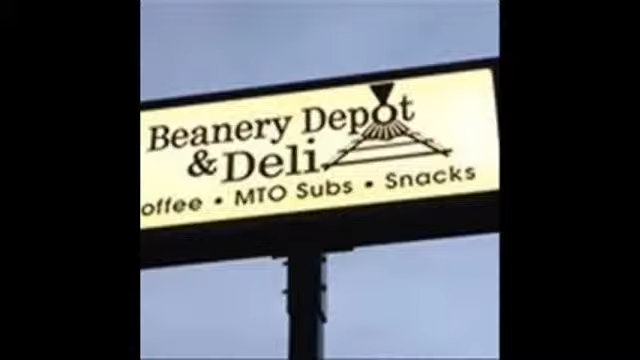 Beanery Depot
& Deli
offee • MTO Subs • Snacks